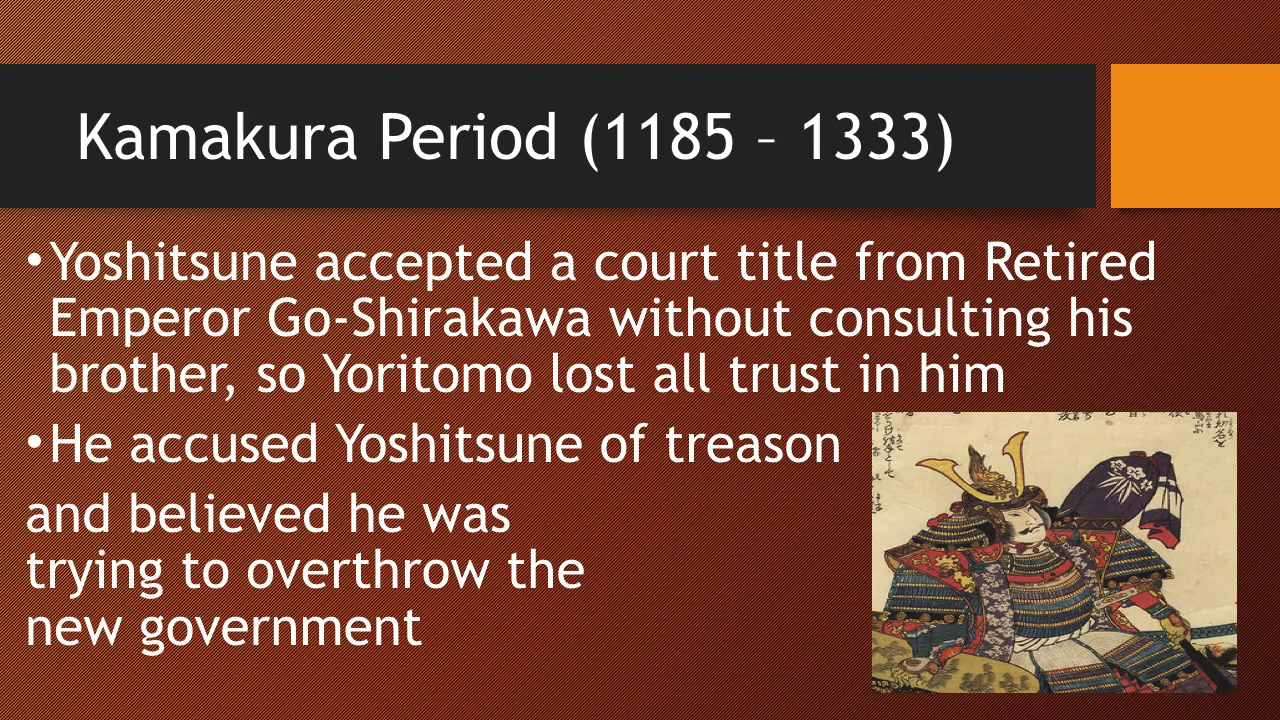 Kamakura Period (1185 – 1333)
•Yoshitsune accepted a court title from Retired
Emperor Go-Shirakawa without consulting his
brother, so Yoritomo lost all trust in him
•He accused Yoshitsune of treason
and believed he was
trying to overthrow the
new government